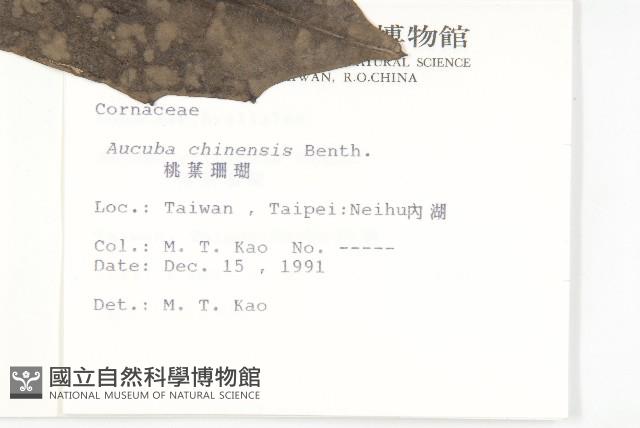 博物館
NATURAL SCIENCE
TAIWAN, R.O.CHINA
Cornaceae
Aucuba chinensis Benth.
桃葉珊瑚
Loc.: Taiwan , Taipei:Neihu內湖
Col.: M. T. Kao No. -----
Date: Dec. 15 , 1991
Det.: M. T. Kao
國立自然科學博物館
NATIONAL MUSEUM OF NATURAL SCIENCE